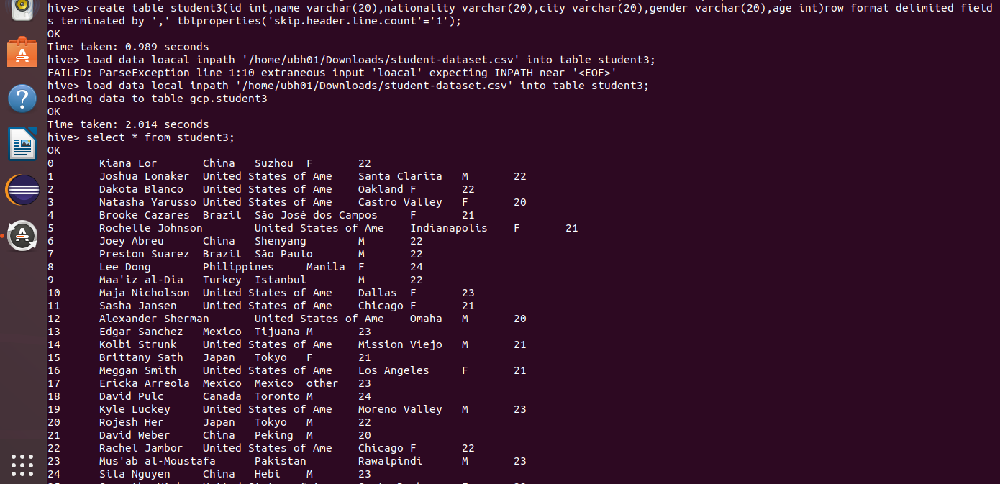 hive> create table student3(id int,name varchar(20),nationality varchar(20),city varchar(20),gender varchar(20),age int)row format delimited field
s terminated by ',' tblproperties('skip.header.line.count'='1');
OK
Time taken: 0.989 seconds
hive> load data loacal inpath '/home/ubh01/Downloads/student-dataset.csv' into table student3;
FAILED: ParseException line 1:10 extraneous input 'loacal' expecting INPATH near '<EOF>'
hive> load data local inpath '/home/ubh01/Downloads/student-dataset.csv' into table student3;
Loading data to table gcp.student3
OK
Time taken: 2.014 seconds
hive> select * from student3;
OK
0 Kiana Lor China Suzhou F 22
1 Joshua Lonaker United States of Ame Santa Clarita M 22
2 Dakota Blanco United States of Ame Oakland F 22
3 Natasha Yarusso United States of Ame Castro Valley F 20
4 Brooke Cazares Brazil São José dos Campos F 21
5 Rochelle Johnson United States of Ame Indianapolis F 21
6 Joey Abreu China Shenyang M 22
7 Preston Suarez Brazil São Paulo M 22
8 Lee Dong Philippines Manila F 24
9 Maa'iz al-Dia Turkey Istanbul M 22
10 Maja Nicholson United States of Ame Dallas F 23
11 Sasha Jansen United States of Ame Chicago F 21
12 Alexander Sherman United States of Ame Omaha M 20
13 Edgar Sanchez Mexico Tijuana M 23
14 Kolbi Strunk United States of Ame Mission Viejo M 21
15 Brittany Sath Japan Tokyo F 21
16 Meggan Smith United States of Ame Los Angeles F 21
17 Ericka Arreola Mexico Mexico other 23
18 David Pulc Canada Toronto M 24
19 Kyle Luckey United States of Ame Moreno Valley M 23
20 Rojesh Her Japan Tokyo M 22
21 David Weber China Peking M 20
22 Rachel Jambor United States of Ame Chicago F 22
23 Mus'ab al-Moustafa Pakistan Rawalpindi M 23
24 Sila Nguyen China Hebi M 23